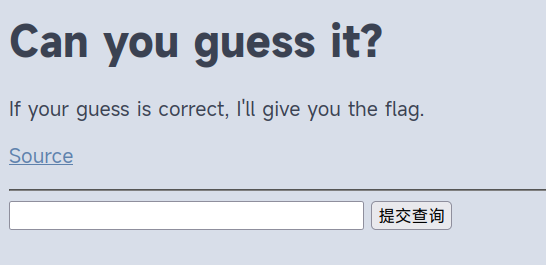 Can you guess it?
If your guess is correct, I'll give you the flag.
Source
提交查询